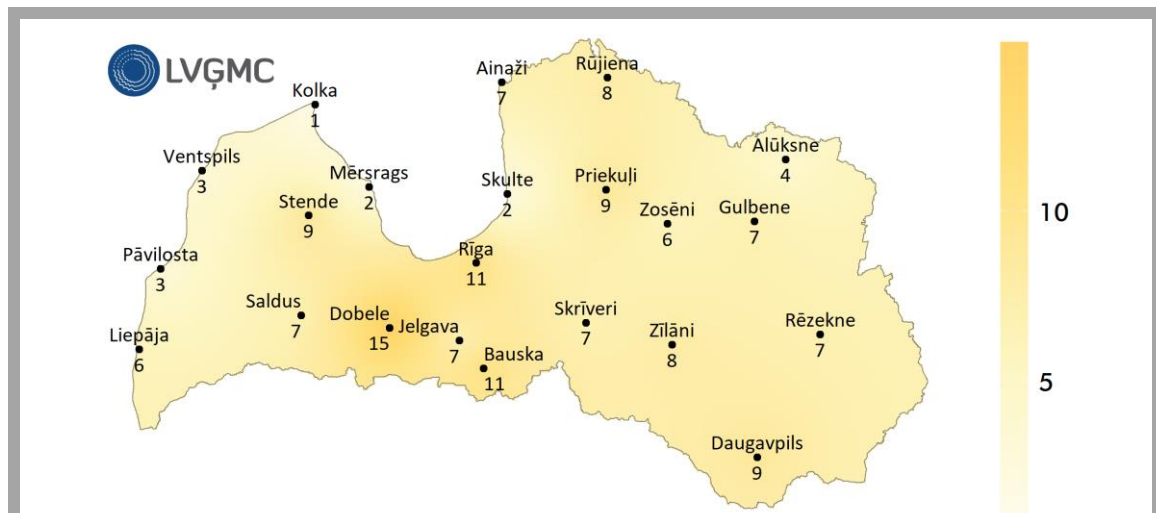 LVĢMC
Kolka
1
Ainaži
7
Rūjiena
8
Ventspils
3
Mērsrags
2
Skulte
2
Alūksne
4
Stende
9
Priekuļi
9
Zosēni
6
Gulbene
7
10
Pāvilosta
3
Rīga
11
Saldus
7
Dobele
15
Jelgava
7
Skrīveri
7
Rēzekne
7
Liepāja
6
Zīlāni
8
Bauska
11
5
Daugavpils
9